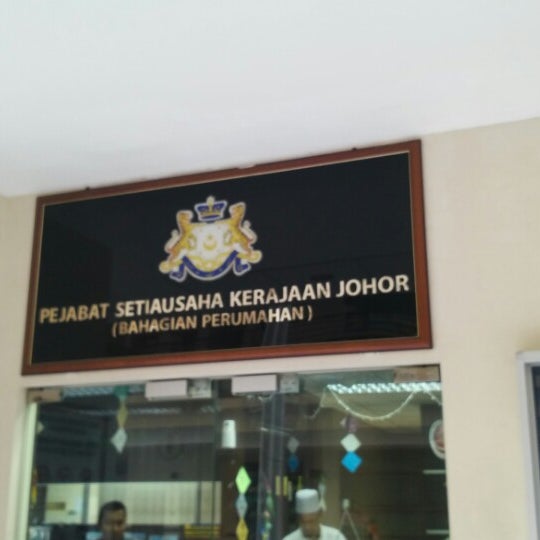 PEJABAT SETIAUSAHA KERAJAAN JOHOR
(BAHAGIAN PERUMAHAN)